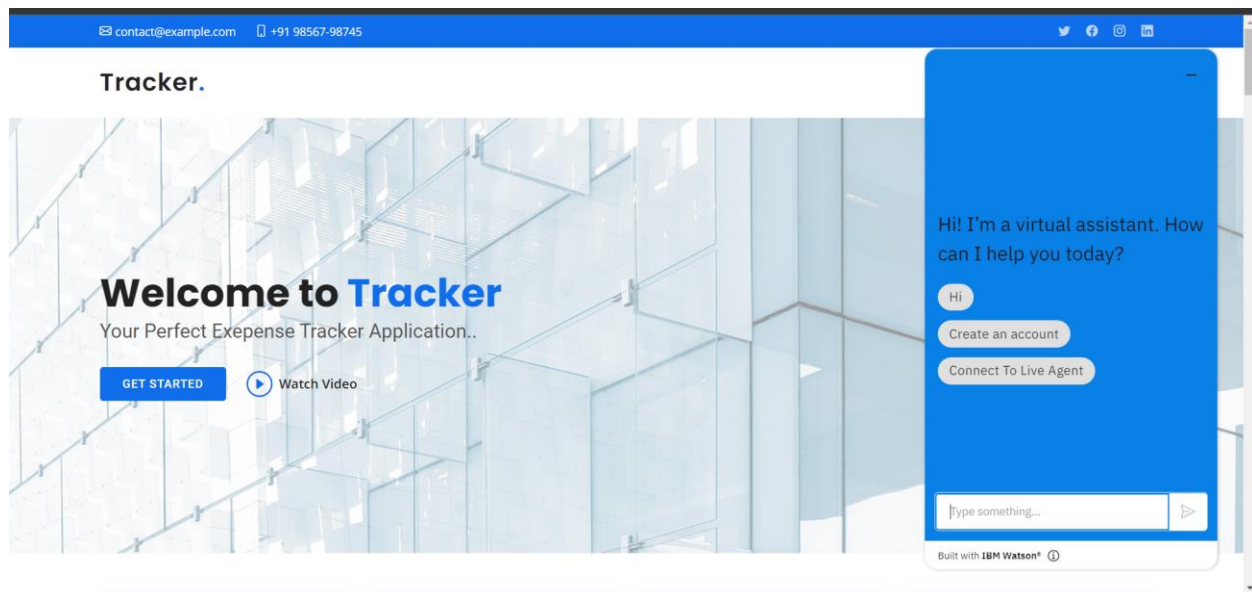 contact@example.com +91 98567-98745
Tracker.
Welcome to Tracker
Your Perfect Exepense Tracker Application..
GET STARTED Watch Video
Hi! I'm a virtual assistant. How
can I help you today?
Hi
Create an account
Connect To Live Agent
Type something...
Built with IBM Watson®